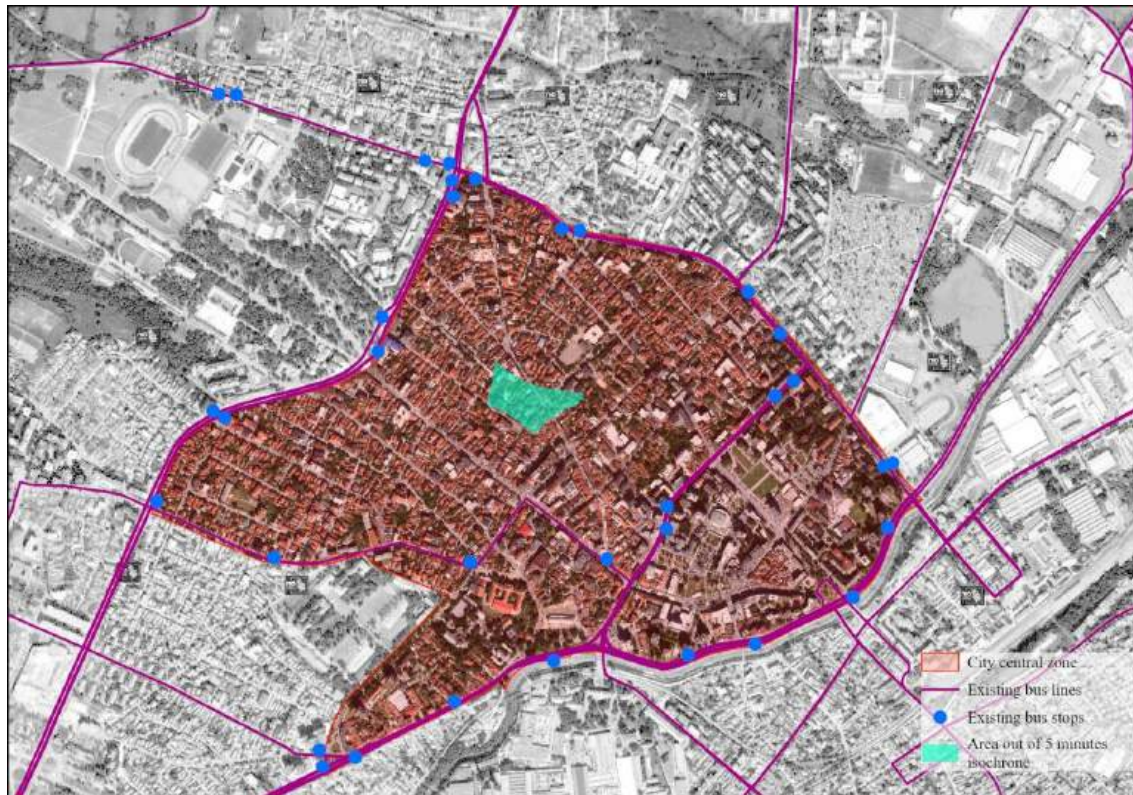 City central zone
Existing bus lines
Existing bus stops
Area out of 5 minutes
isochrone